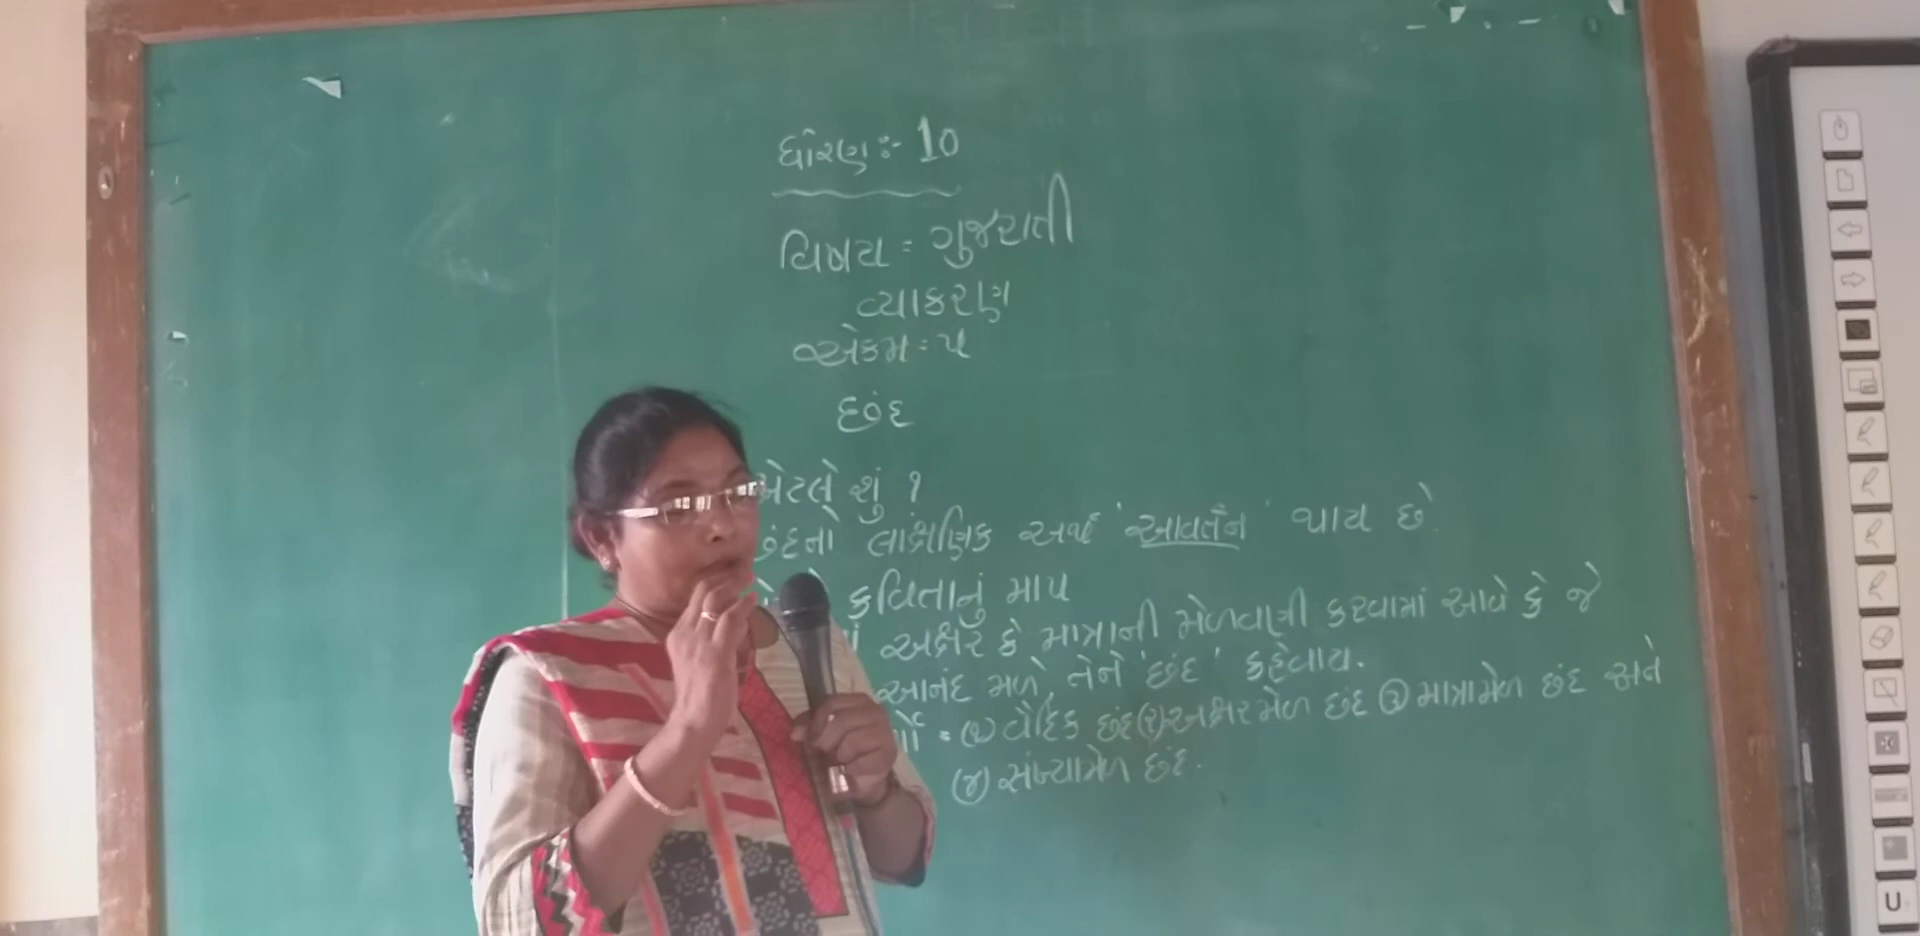 ધોરણ :- 10
વિષય = ગુજરાતી
વ્યાકરણ
એકમ = ૫
છંદ
એટલે શું ?
છંદનો લાક્ષણિક અર્થ 'આવર્તન' થાય છે.
કવિતાનું માપ
અક્ષર કે માત્રાની મેળવણી કરવામાં આવે કે જે
આનંદ મળે, તેને 'છંદ' કહેવાય.
= (૧) વૈદિક છંદ (૨) અક્ષરમેળ છંદ (૩) માત્રામેળ છંદ અને
(૪) સંખ્યામેળ છંદ.
U